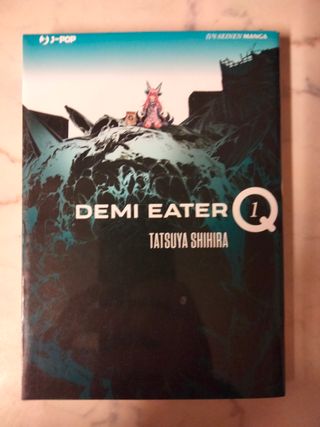 J-POP
J-POP SEINEN MANGA
DEMI EATER Q 1
TATSUYA SHIHIRA